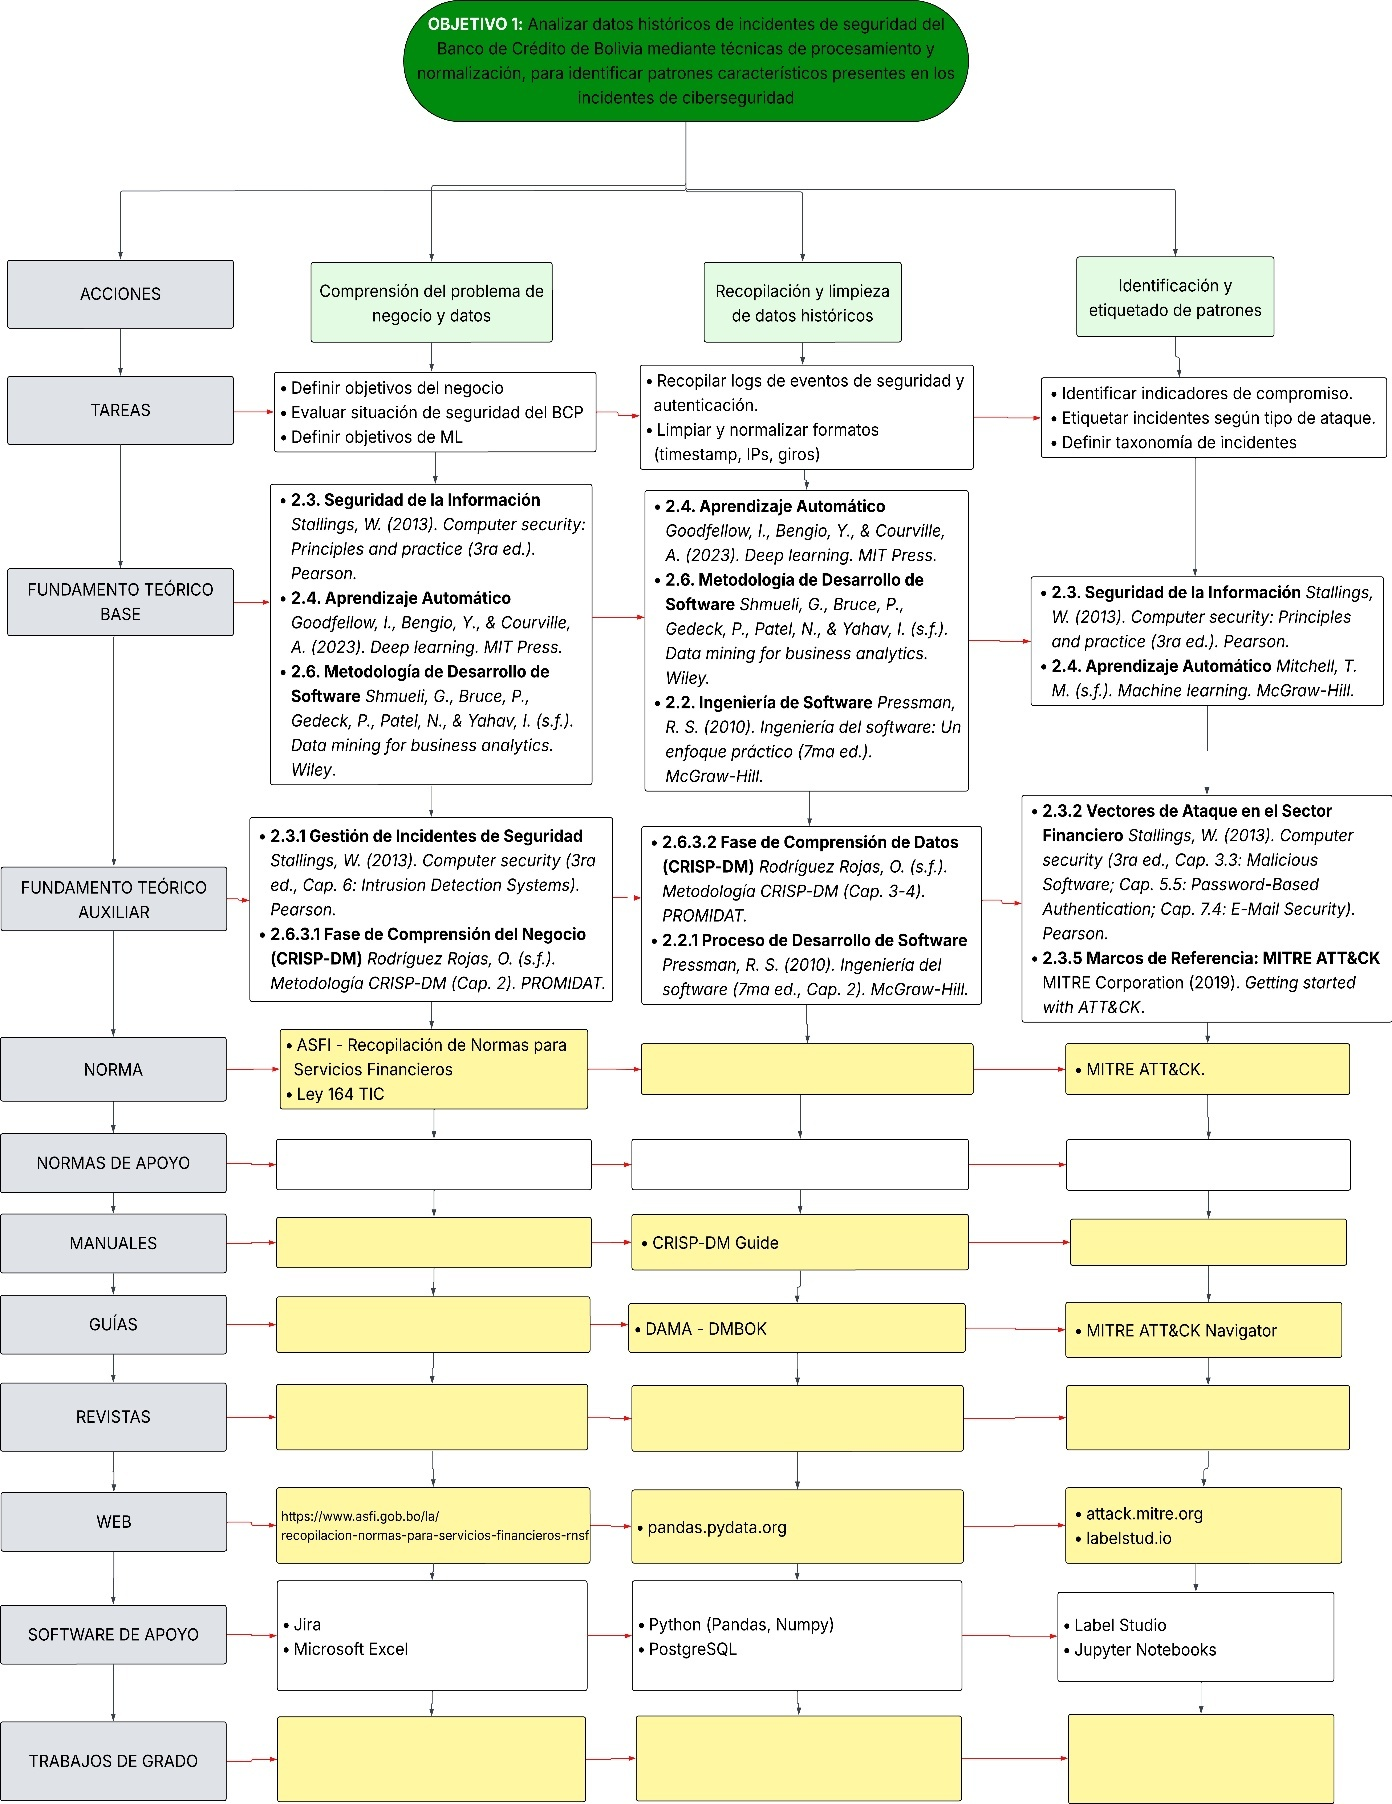 OBJETIVO 1: Analizar datos históricos de incidentes de seguridad del
Banco de Crédito de Bolivia mediante técnicas de procesamiento y
normalización, para identificar patrones característicos presentes en los
incidentes de ciberseguridad
ACCIONES
Comprensión del problema de
negocio y datos
Recopilación y limpieza
de datos históricos
Identificación y
etiquetado de patrones
TAREAS
• Definir objetivos del negocio
• Evaluar situación de seguridad del BCP
• Definir objetivos de ML
• Recopilar logs de eventos de seguridad y
autenticación.
• Limpiar y normalizar formatos
(timestamp, IPs, giros)
• Identificar indicadores de compromiso.
• Etiquetar incidentes según tipo de ataque.
• Definir taxonomía de incidentes
FUNDAMENTO TEÓRICO
BASE
• 2.3. Seguridad de la Información
Stallings, W. (2013). Computer security:
Principles and practice (3ra ed.).
Pearson.
• 2.4. Aprendizaje Automático
Goodfellow, I., Bengio, Y., & Courville,
A. (2023). Deep learning. MIT Press.
• 2.6. Metodología de Desarrollo de
Software Shmueli, G., Bruce, P.,
Gedeck, P., Patel, N., & Yahav, I. (s.f.).
Data mining for business analytics.
Wiley.
• 2.4. Aprendizaje Automático
Goodfellow, I., Bengio, Y., & Courville,
A. (2023). Deep learning. MIT Press.
• 2.6. Metodología de Desarrollo de
Software Shmueli, G., Bruce, P.,
Gedeck, P., Patel, N., & Yahav, I. (s.f.).
Data mining for business analytics.
Wiley.
• 2.2. Ingeniería de Software Pressman,
R. S. (2010). Ingeniería del software: Un
enfoque práctico (7ma ed.).
McGraw-Hill.
• 2.3. Seguridad de la Información Stallings,
W. (2013). Computer security: Principles
and practice (3ra ed.). Pearson.
• 2.4. Aprendizaje Automático Mitchell, T.
M. (s.f.). Machine learning. McGraw-Hill.
FUNDAMENTO TEÓRICO
AUXILIAR
• 2.3.1 Gestión de Incidentes de Seguridad
Stallings, W. (2013). Computer security (3ra
ed., Cap. 6: Intrusion Detection Systems).
Pearson.
• 2.6.3.1 Fase de Comprensión del Negocio
(CRISP-DM) Rodríguez Rojas, O. (s.f.).
Metodología CRISP-DM (Cap. 2). PROMIDAT.
• 2.6.3.2 Fase de Comprensión de Datos
(CRISP-DM) Rodríguez Rojas, O. (s.f.).
Metodología CRISP-DM (Cap. 3-4).
PROMIDAT.
• 2.2.1 Proceso de Desarrollo de Software
Pressman, R. S. (2010). Ingeniería del
software (7ma ed., Cap. 2). McGraw-Hill.
• 2.3.2 Vectores de Ataque en el Sector
Financiero Stallings, W. (2013). Computer
security (3ra ed., Cap. 3.3: Malicious
Software; Cap. 5.5: Password-Based
Authentication; Cap. 7.4: E-Mail Security).
Pearson.
• 2.3.5 Marcos de Referencia: MITRE ATT&CK
MITRE Corporation (2019). Getting started
with ATT&CK.
NORMA
• ASFI - Recopilación de Normas para
Servicios Financieros
• Ley 164 TIC
• MITRE ATT&CK.
NORMAS DE APOYO
MANUALES
• CRISP-DM Guide
GUÍAS
• DAMA - DMBOK
• MITRE ATT&CK Navigator
REVISTAS
WEB
https://www.asfi.gob.bo/la/
recopilacion-normas-para-servicios-financieros-rnsf
• pandas.pydata.org
• attack.mitre.org
• labelstud.io
SOFTWARE DE APOYO
• Jira
• Microsoft Excel
• Python (Pandas, Numpy)
• PostgreSQL
• Label Studio
• Jupyter Notebooks
TRABAJOS DE GRADO